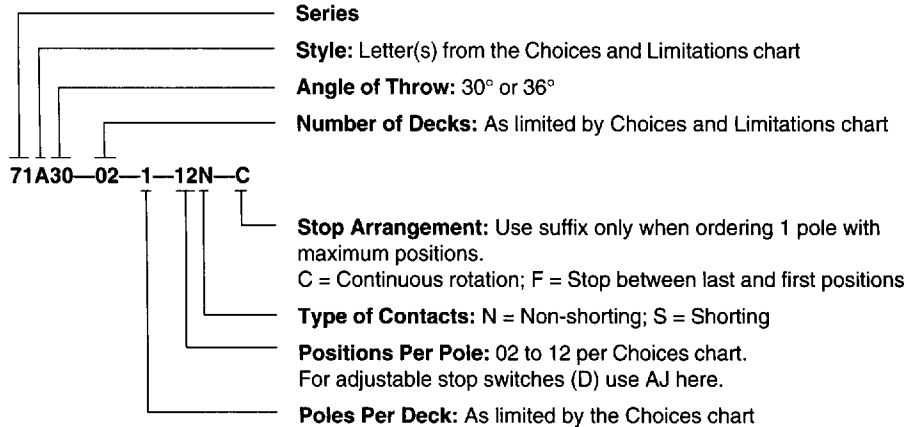 Series
Style: Letter(s) from the Choices and Limitations chart
Angle of Throw: 30° or 36°
Number of Decks: As limited by Choices and Limitations chart
71A30—02—1—12N—C
Stop Arrangement: Use suffix only when ordering 1 pole with
maximum positions.
C = Continuous rotation; F = Stop between last and first positions
Type of Contacts: N = Non-shorting; S = Shorting
Positions Per Pole: 02 to 12 per Choices chart.
For adjustable stop switches (D) use AJ here.
Poles Per Deck: As limited by the Choices chart